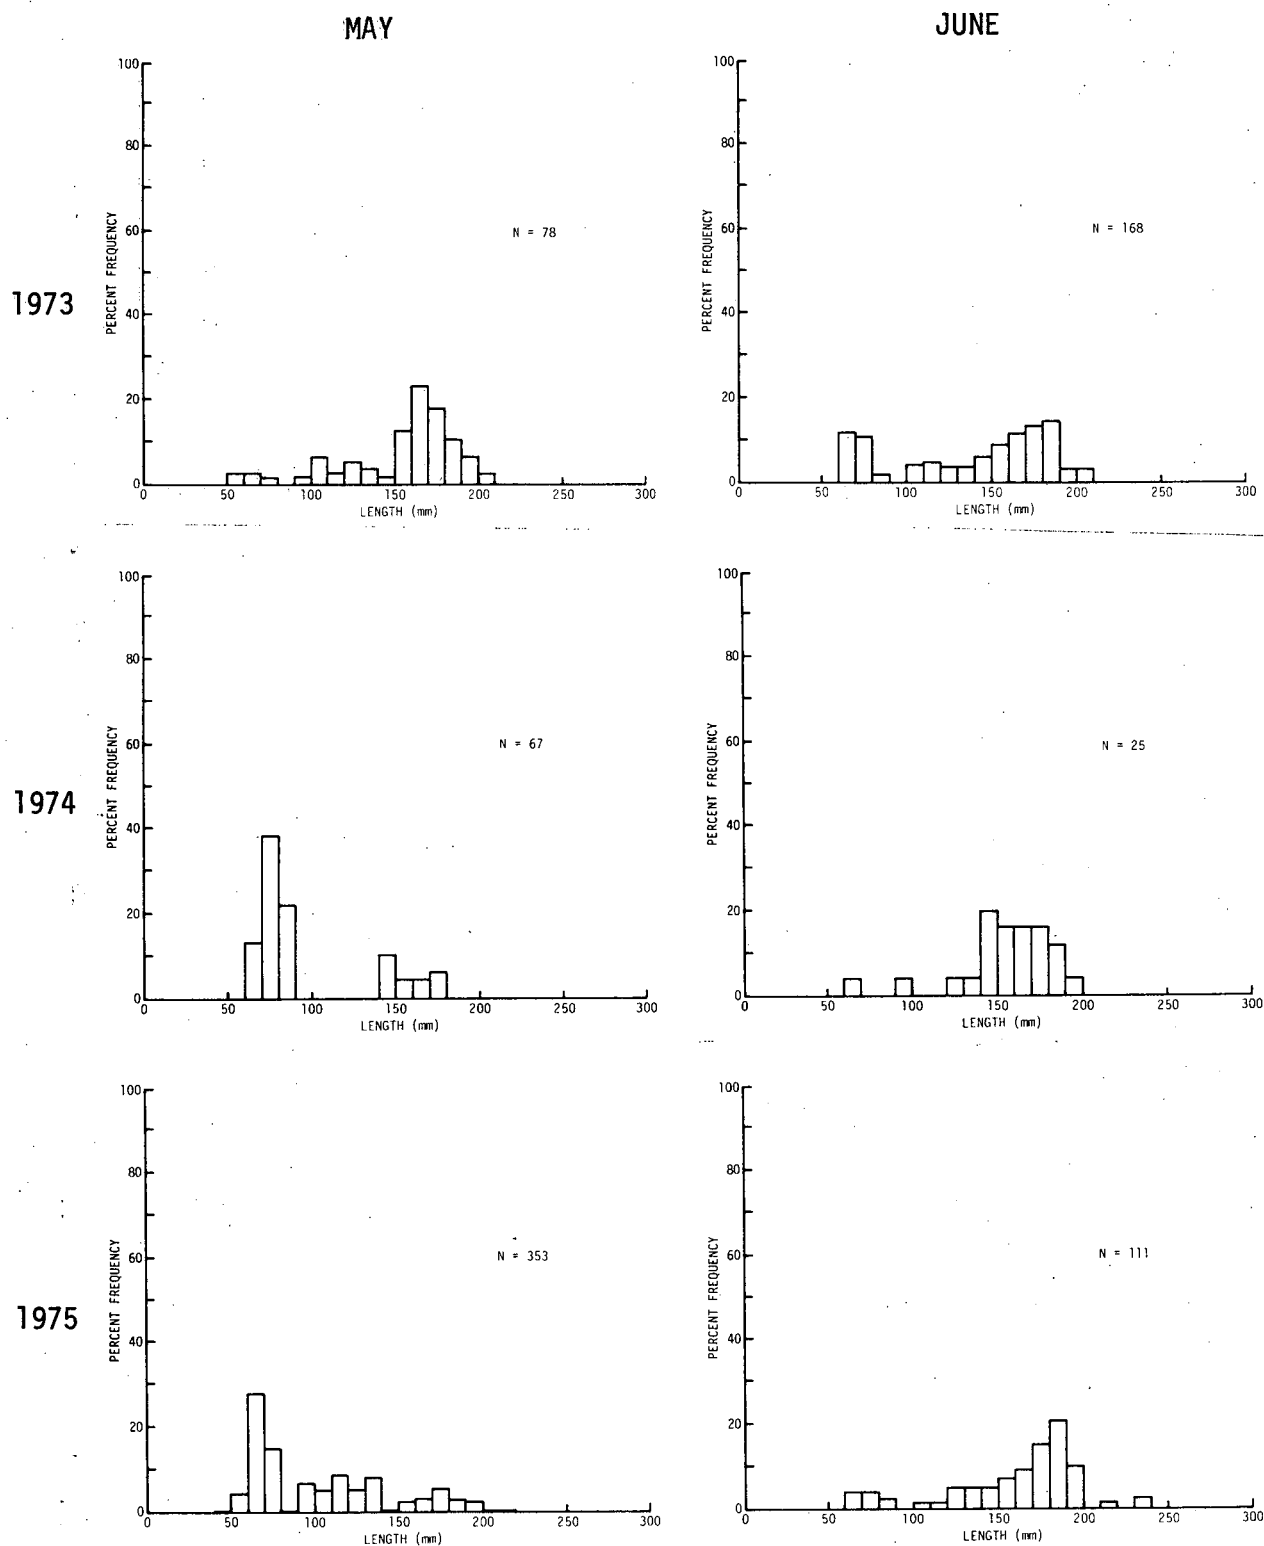 MAY
JUNE
1973
PERCENT FREQUENCY
100
80
60
40
20
0
N = 78
0 50 100 150 200 250 300
LENGTH (mm)
PERCENT FREQUENCY
100
80
60
40
20
0
N = 168
0 50 100 150 200 250 300
LENGTH (mm)
1974
PERCENT FREQUENCY
100
80
60
40
20
0
N = 67
0 50 100 150 200 250 300
LENGTH (mm)
PERCENT FREQUENCY
100
80
60
40
20
0
N = 25
0 50 100 150 200 250 300
LENGTH (mm)
1975
PERCENT FREQUENCY
100
80
60
40
20
0
N = 353
0 50 100 150 200 250 300
LENGTH (mm)
PERCENT FREQUENCY
100
80
60
40
20
0
N = 111
0 50 100 150 200 250 300
LENGTH (mm)